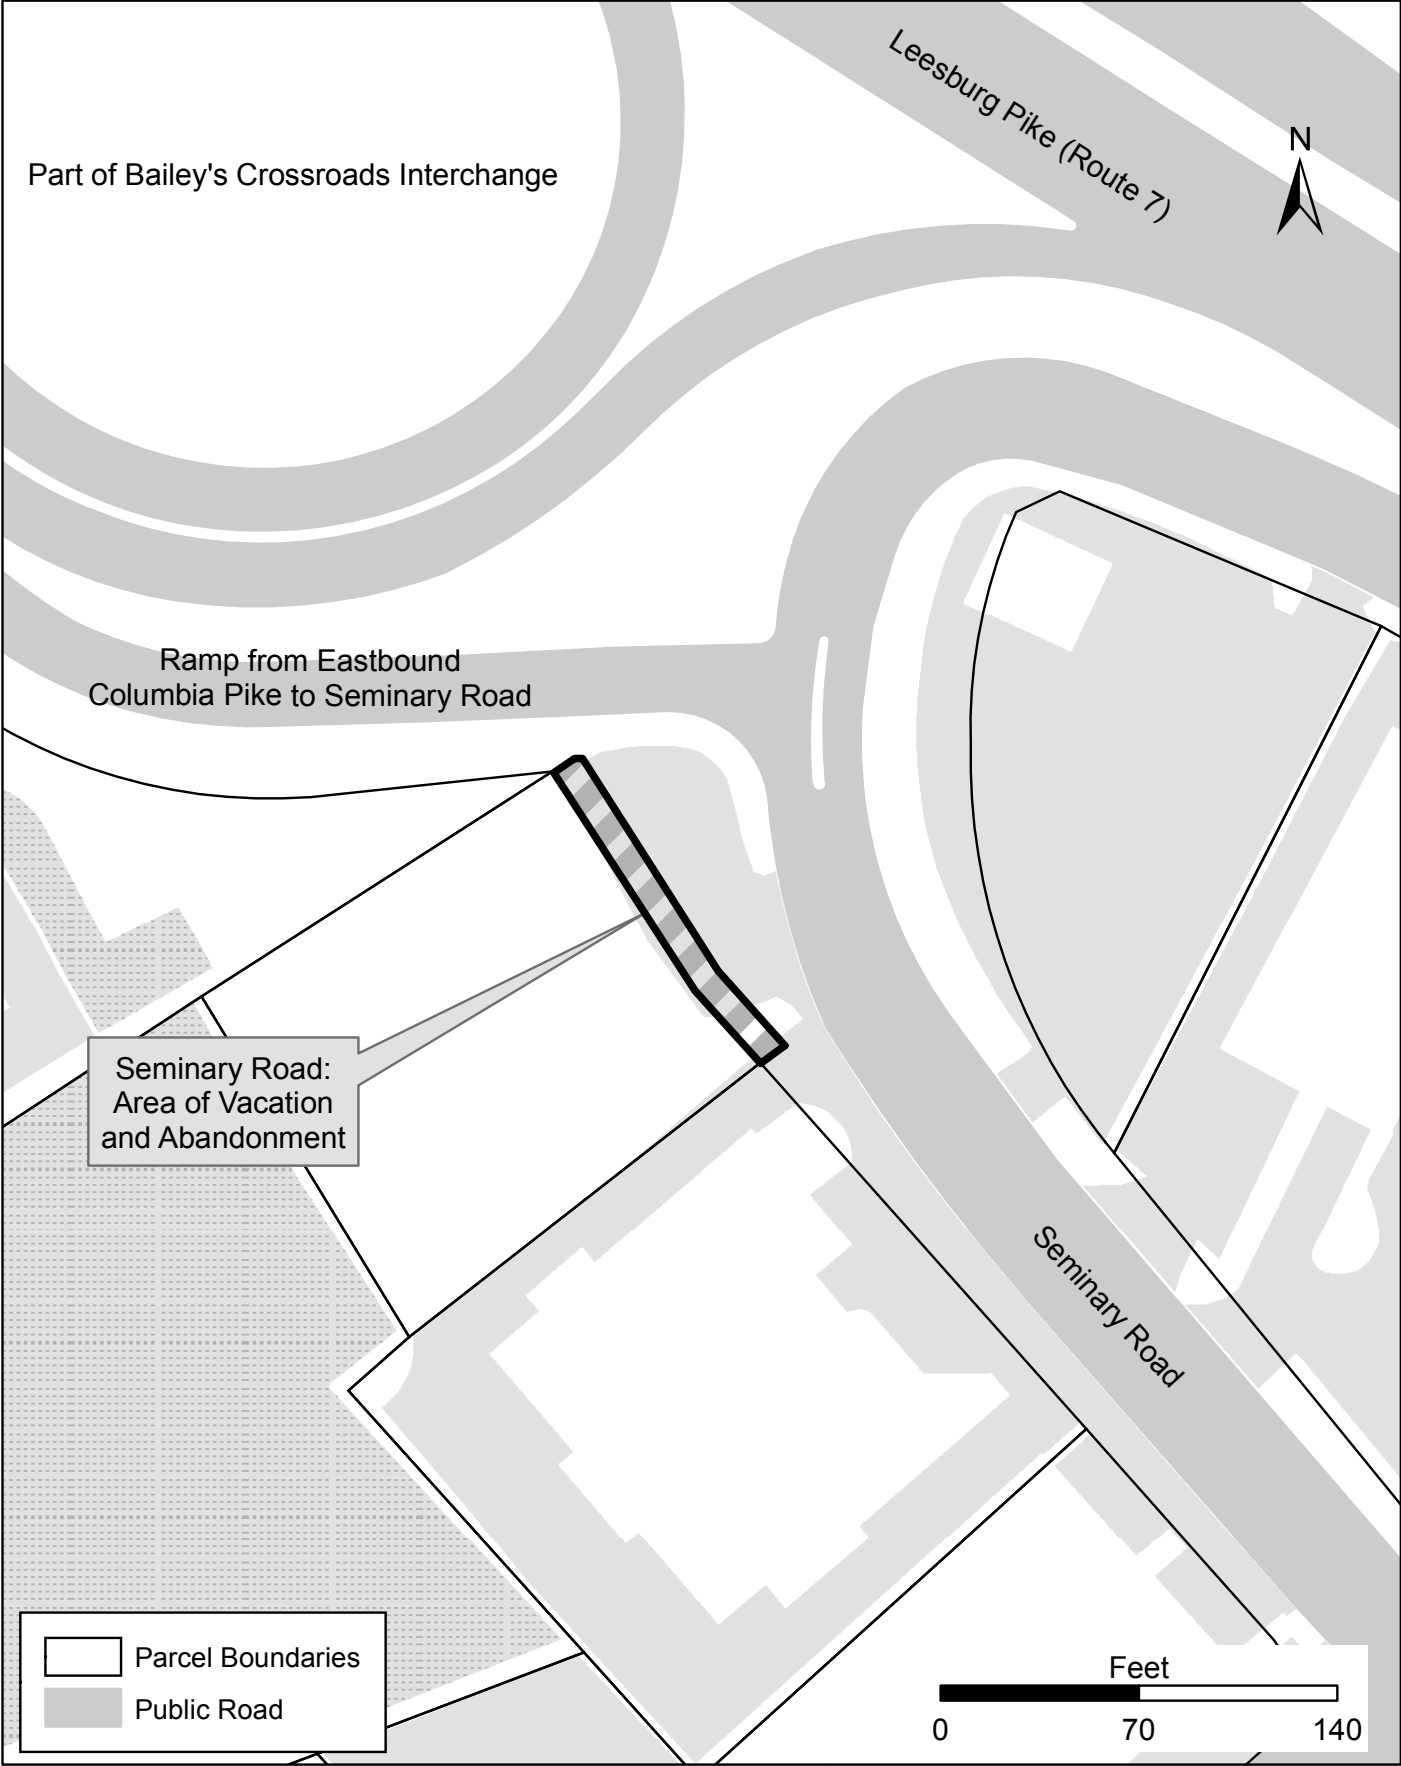 Leesburg Pike (Route 7)
N
Part of Bailey's Crossroads Interchange
Ramp from Eastbound
Columbia Pike to Seminary Road
Seminary Road:
Area of Vacation
and Abandonment
Seminary Road
Parcel Boundaries
Public Road
Feet
0 70 140